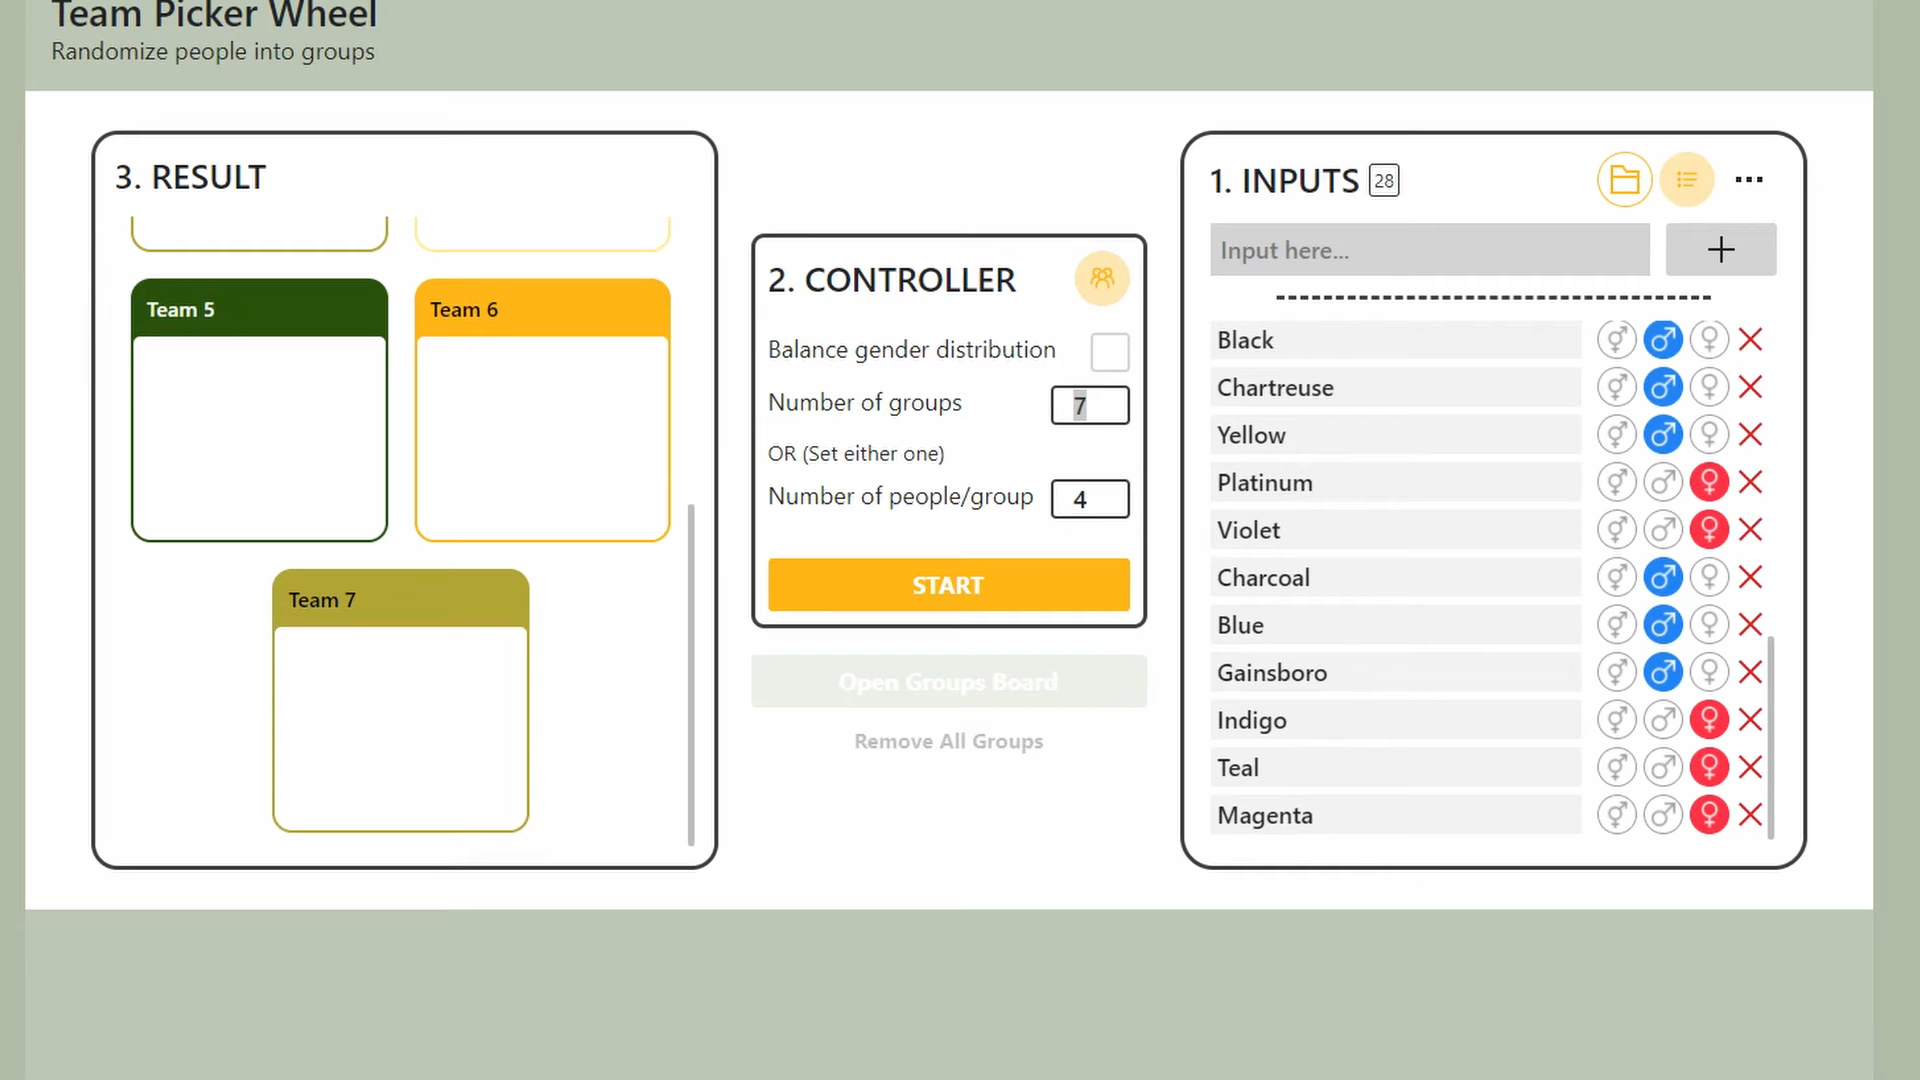 Team Picker Wheel
Randomize people into groups
3. RESULT
Team 5
Team 6
Team 7
2. CONTROLLER
Balance gender distribution
Number of groups
7
OR (Set either one)
Number of people/group
4
START
Open Groups Board
Remove All Groups
1. INPUTS 28
Input here...
Black
Chartreuse
Yellow
Platinum
Violet
Charcoal
Blue
Gainsboro
Indigo
Teal
Magenta